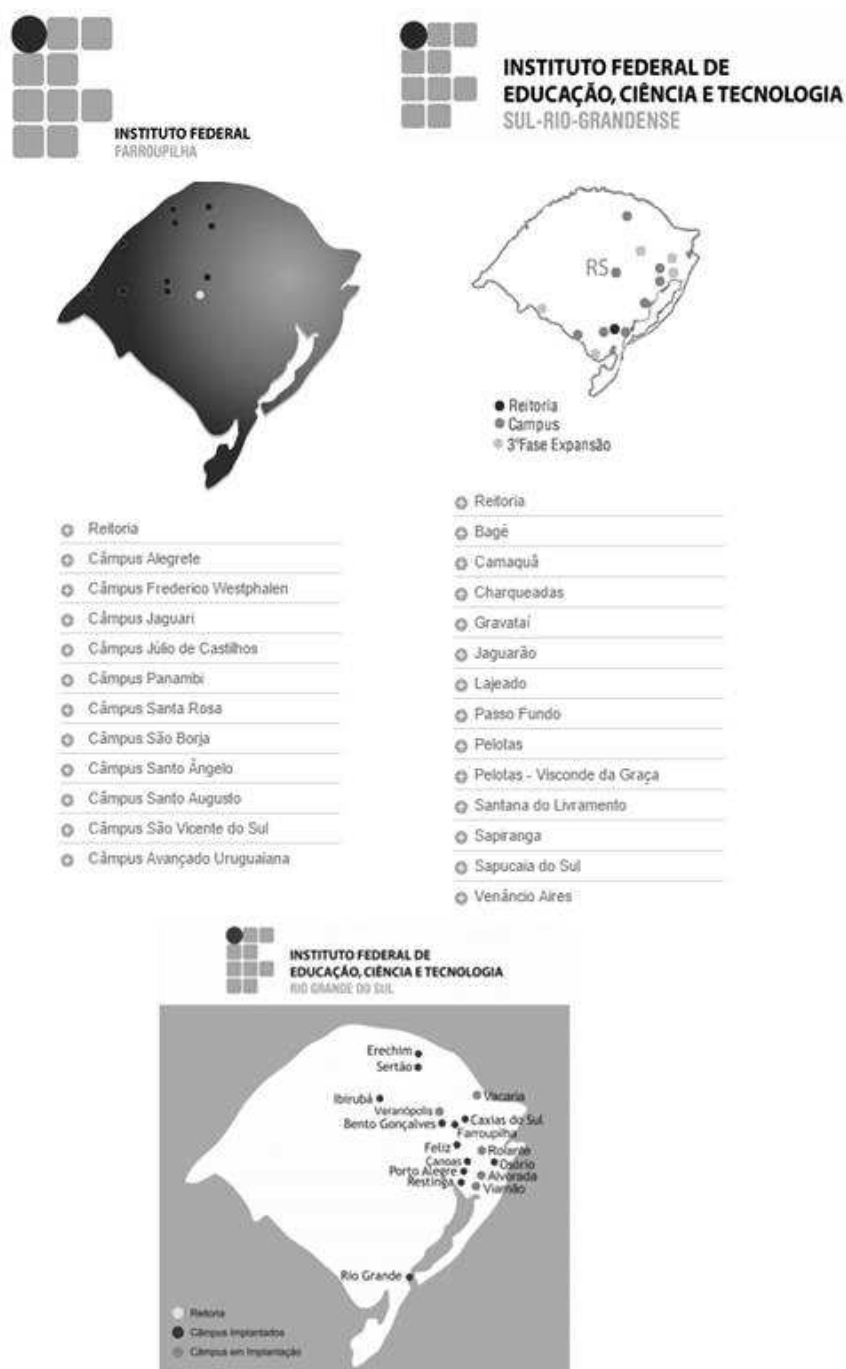 INSTITUTO FEDERAL
FARROUPILHA
Reitoria
Câmpus Alegrete
Câmpus Frederico Westphalen
Câmpus Jaguari
Câmpus Júlio de Castilhos
Câmpus Panambi
Câmpus Santa Rosa
Câmpus São Borja
Câmpus Santo Ângelo
Câmpus Santo Augusto
Câmpus São Vicente do Sul
Câmpus Avançado Uruguaiana
INSTITUTO FEDERAL DE
EDUCAÇÃO, CIÊNCIA E TECNOLOGIA
SUL-RIO-GRANDENSE
RS
Reitoria
Campus
3ªFase Expansão
Reitoria
Bagé
Camaquã
Charqueadas
Gravataí
Jaguarão
Lajeado
Passo Fundo
Pelotas
Pelotas - Visconde da Graça
Santana do Livramento
Sapiranga
Sapucaia do Sul
Venâncio Aires
INSTITUTO FEDERAL DE
EDUCAÇÃO, CIÊNCIA E TECNOLOGIA
RIO GRANDE DO SUL
Erechim
Sertão
Ibirubá
Vacaria
Veranópolis
Bento Gonçalves
Caxias do Sul
Farroupilha
Feliz
Canoas
Osório
Porto Alegre
Alvorada
Restinga
Viamão
Rio Grande
Reitoria
Câmpus Implantados
Câmpus em Implantação